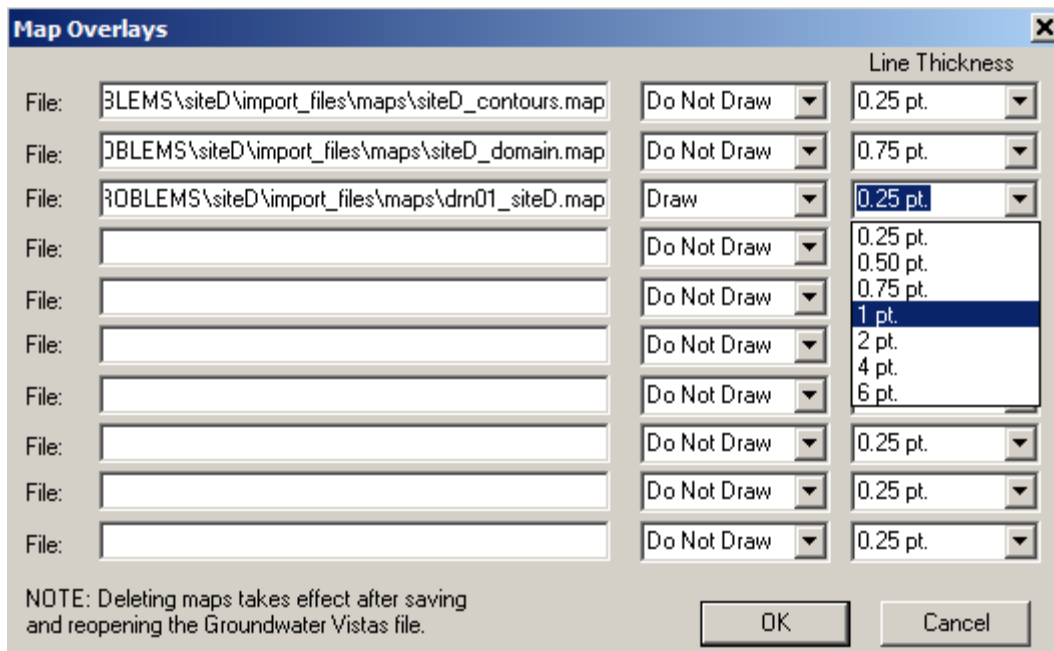 Map Overlays
Line Thickness
File: BLEMS\siteD\import_files\maps\siteD_contours.map Do Not Draw 0.25 pt.
File: OBLEMS\siteD\import_files\maps\siteD_domain.map Do Not Draw 0.75 pt.
File: ROBLEMS\siteD\import_files\maps\drn01_siteD.map Draw 0.25 pt.
File: Do Not Draw 0.25 pt.
0.50 pt.
File: Do Not Draw 0.75 pt.
1 pt.
File: Do Not Draw 2 pt.
4 pt.
File: Do Not Draw 6 pt.
File: Do Not Draw 0.25 pt.
File: Do Not Draw 0.25 pt.
File: Do Not Draw 0.25 pt.
NOTE: Deleting maps takes effect after saving
and reopening the Groundwater Vistas file.
OK Cancel